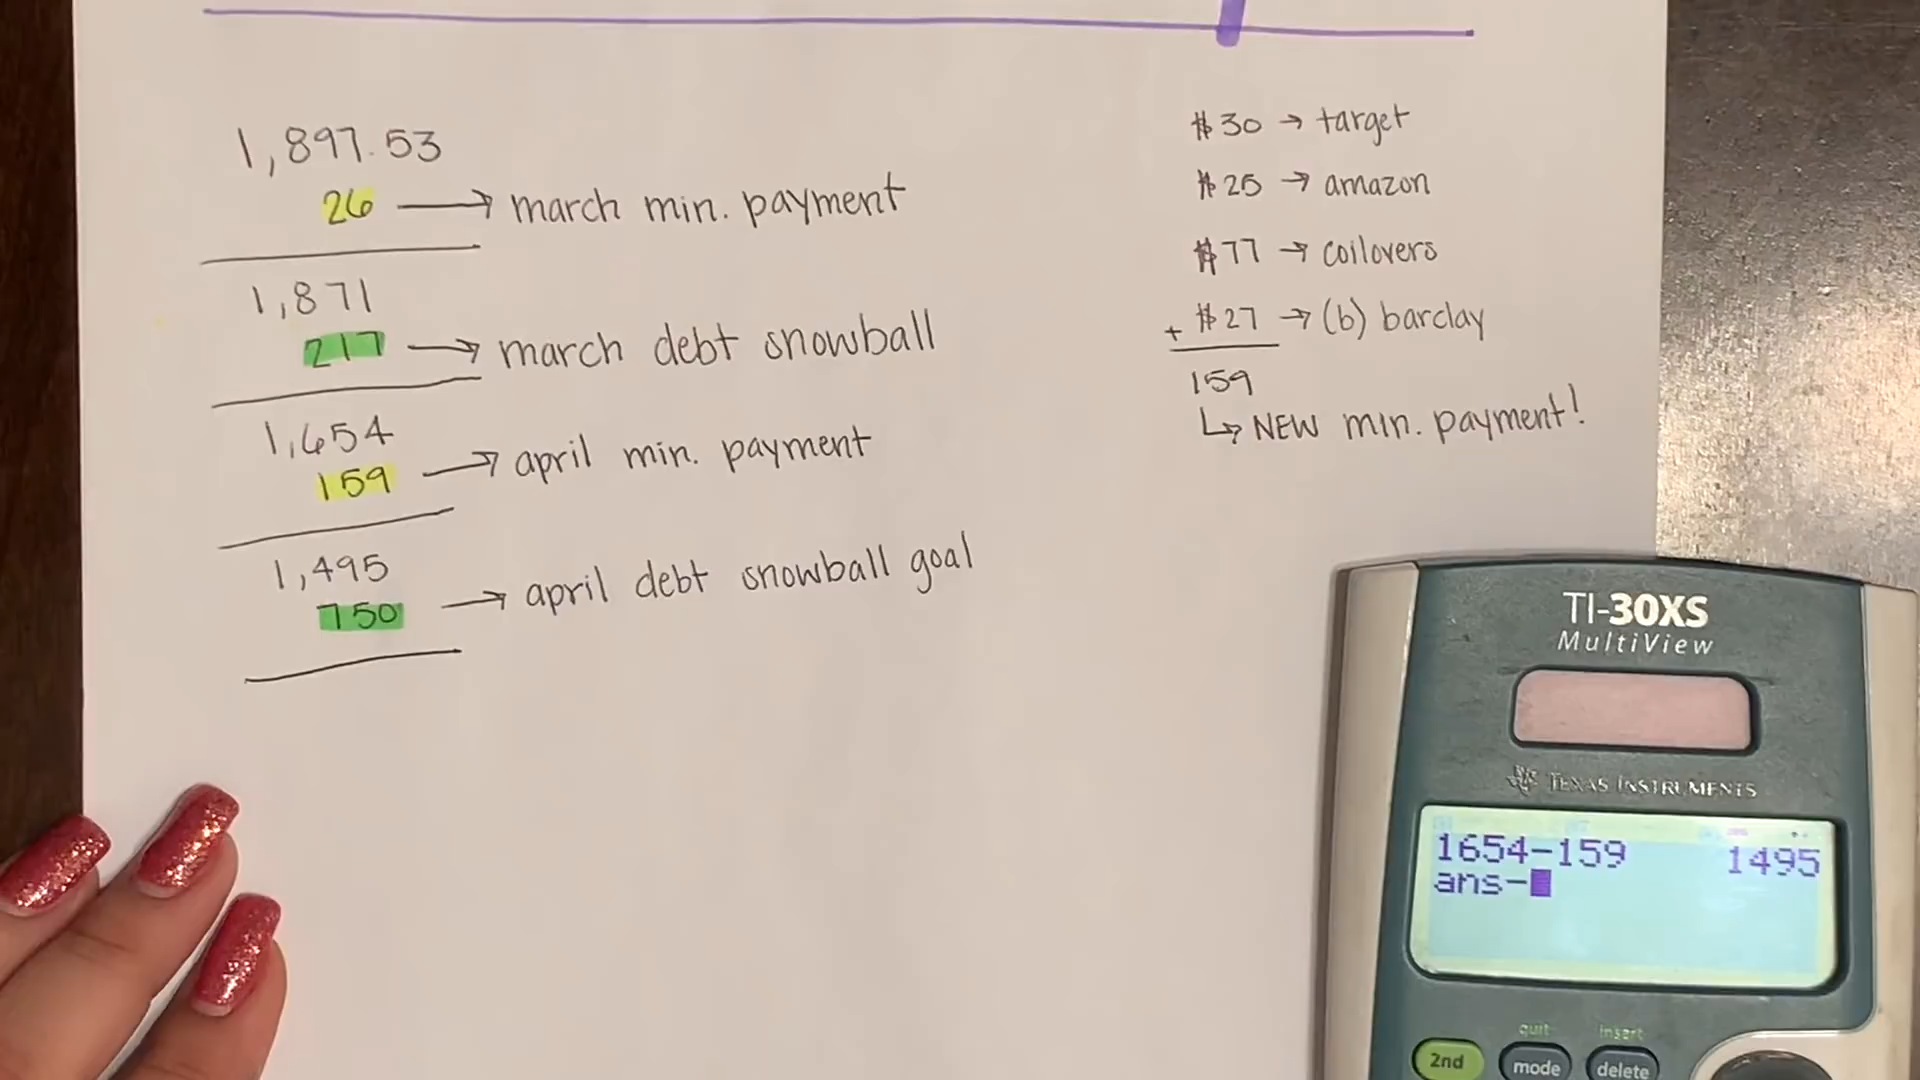 1,897.53
26 → march min. payment
1,871
217 → march debt snowball
1,654
159 → april min. payment
1,495
750 → april debt snowball goal
$30 → target
$25 → amazon
$77 → coilovers
+ $27 → (b) barclay
159
↳ NEW min. payment!
TI-30XS
MultiView
TEXAS INSTRUMENTS
1654-159 1495
ans-
quit insert
2nd mode delete